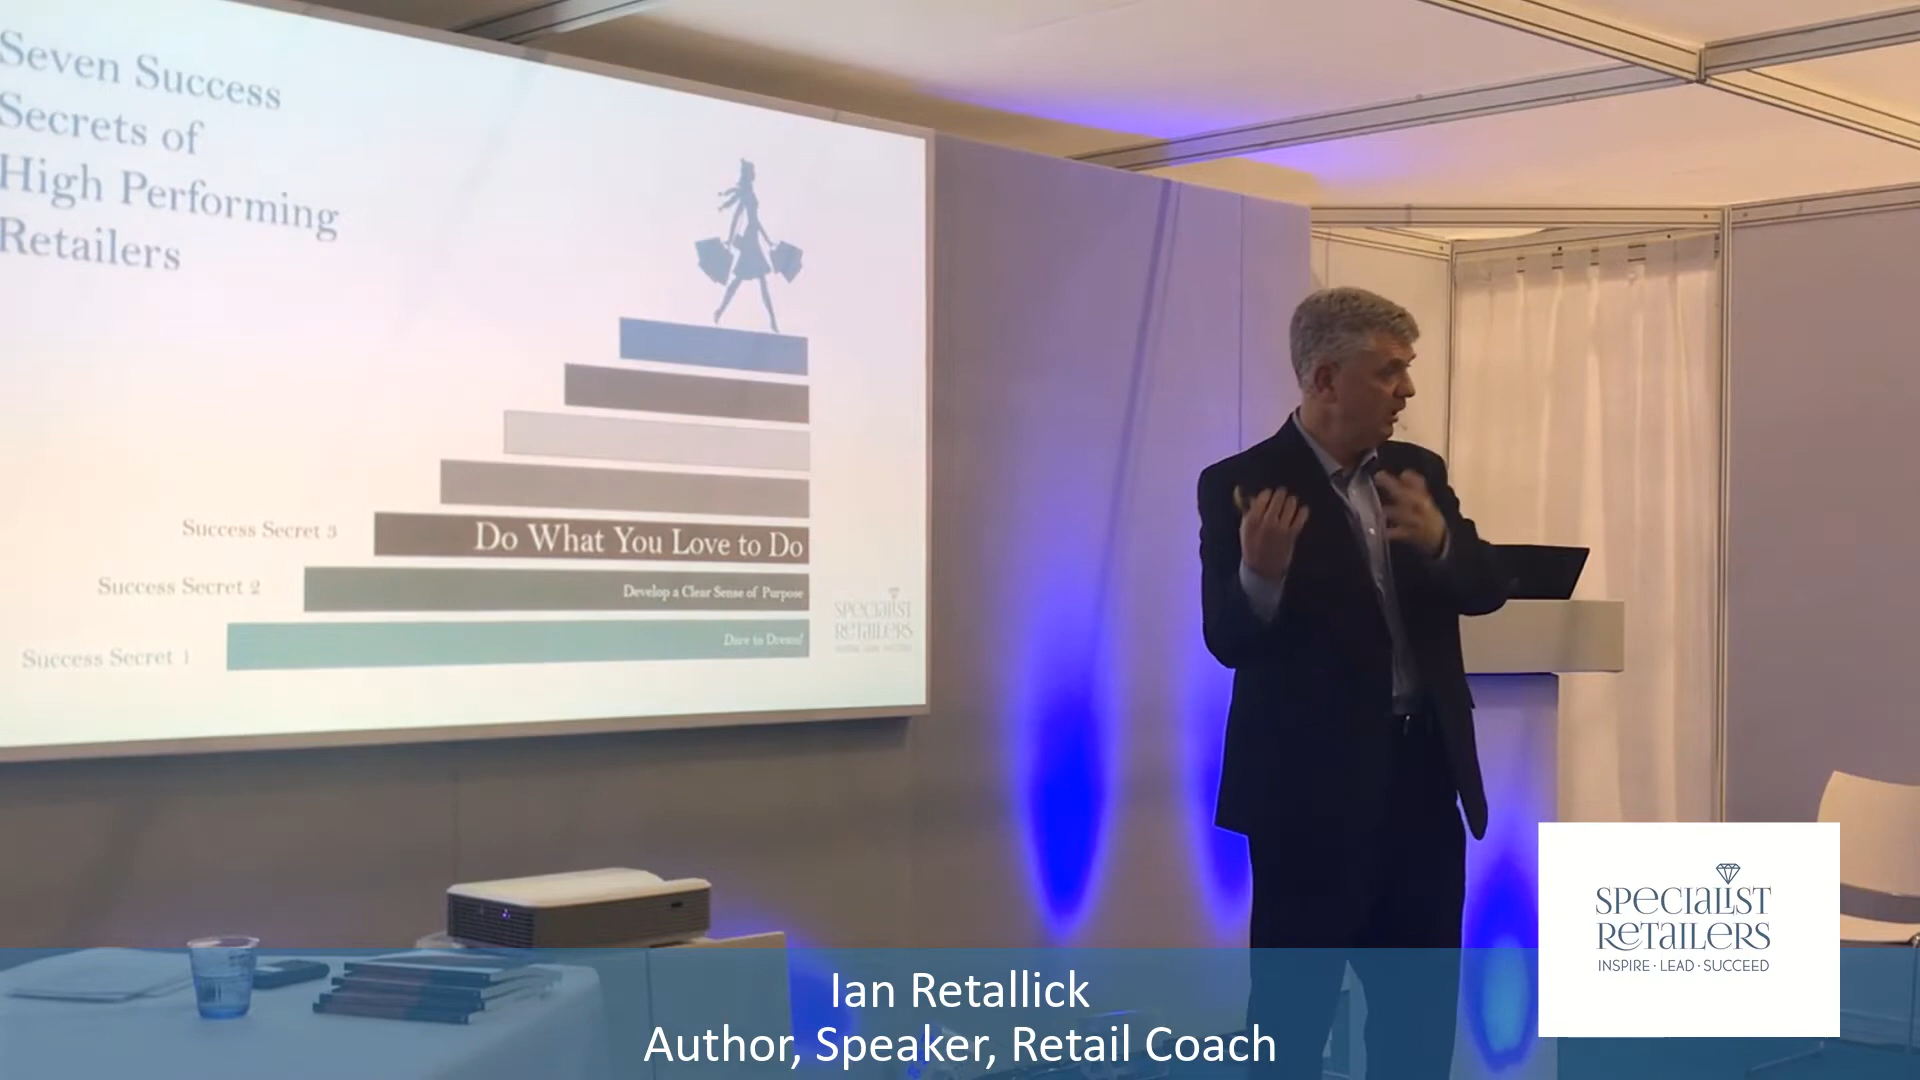 Seven Success
Secrets of
High Performing
Retailers
Success Secret 3
Do What You Love to Do
Success Secret 2
Develop a Clear Sense of Purpose
Success Secret 1
Dare to Dream!
SPECIALIST
RETAILERS
SPECIALIST
RETAILERS
INSPIRE · LEAD · SUCCEED
Ian Retallick
Author, Speaker, Retail Coach